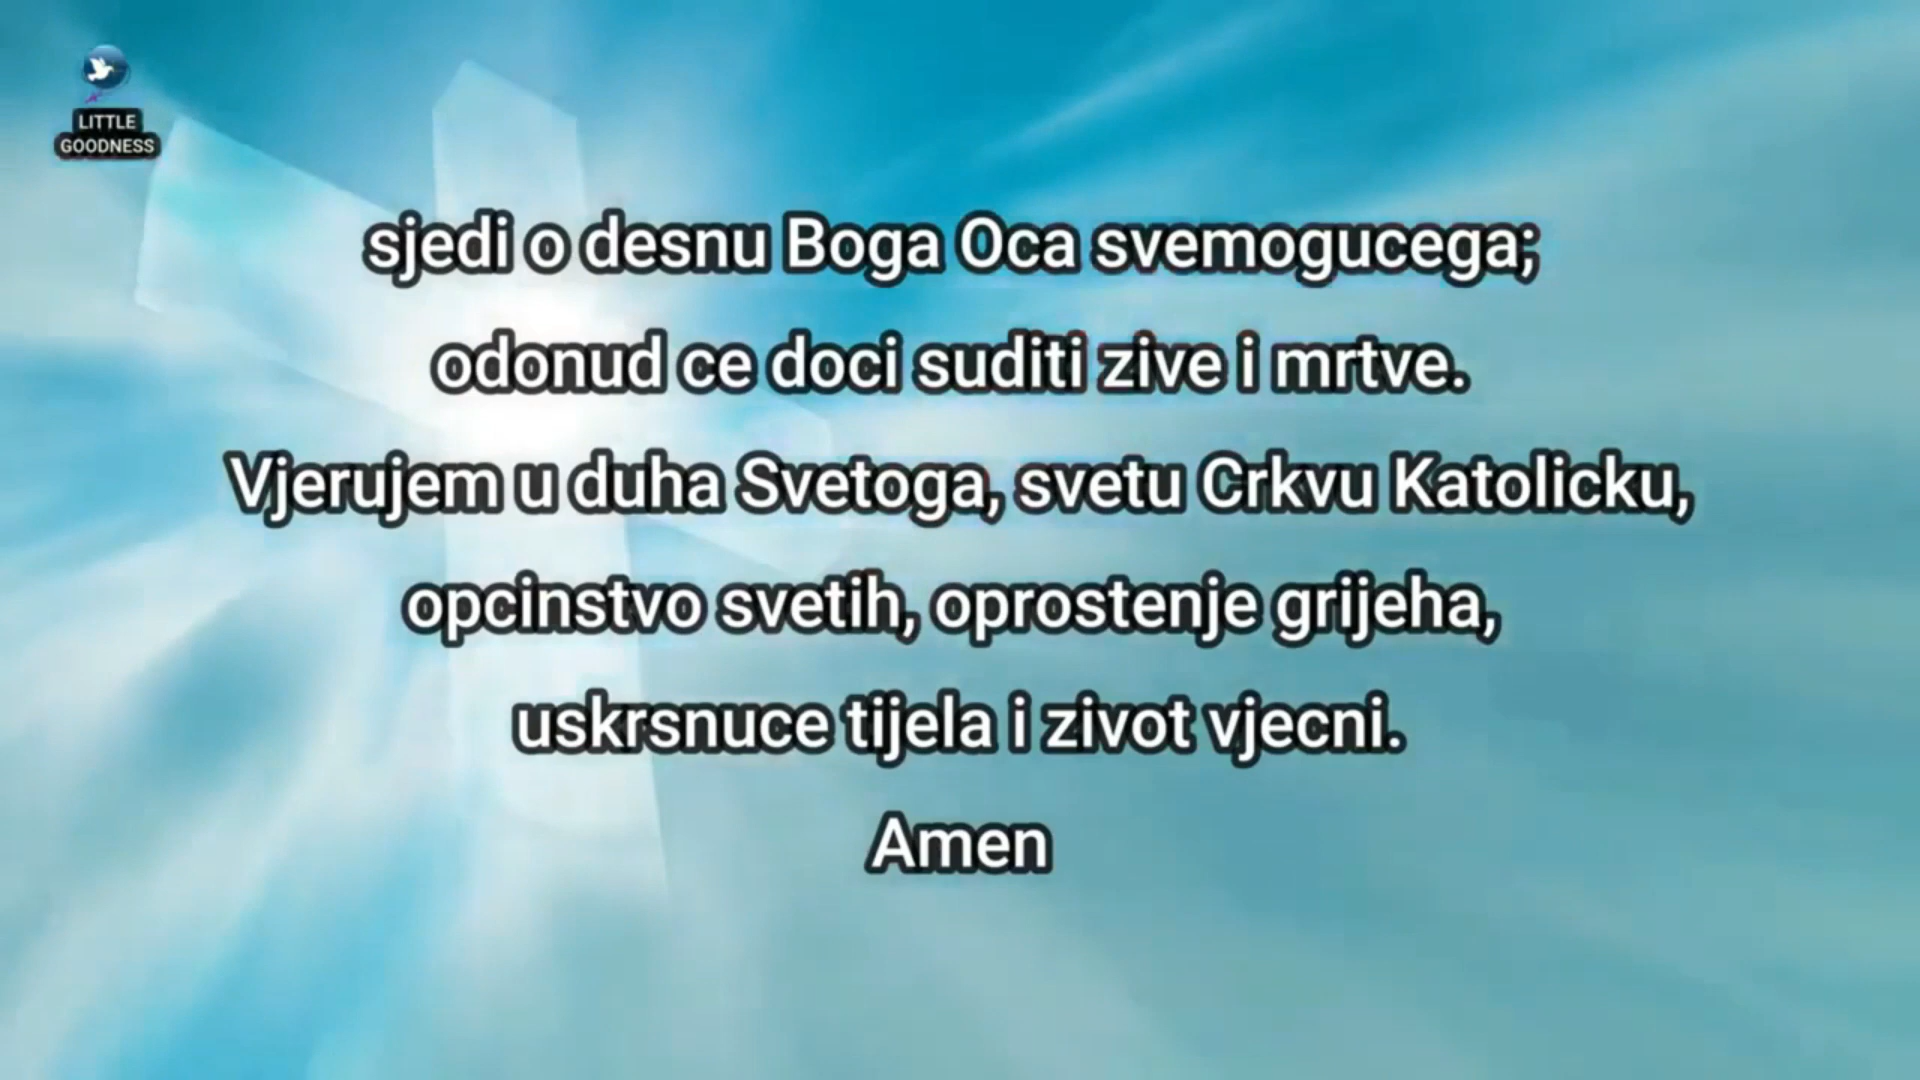 LITTLE
GOODNESS
sjedi o desnu Boga Oca svemogucega;
odonud ce doci suditi zive i mrtve.
Vjerujem u duha Svetoga, svetu Crkvu Katolicku,
opcinstvo svetih, oprostenje grijeha,
uskrsnuce tijela i zivot vjecni.
Amen